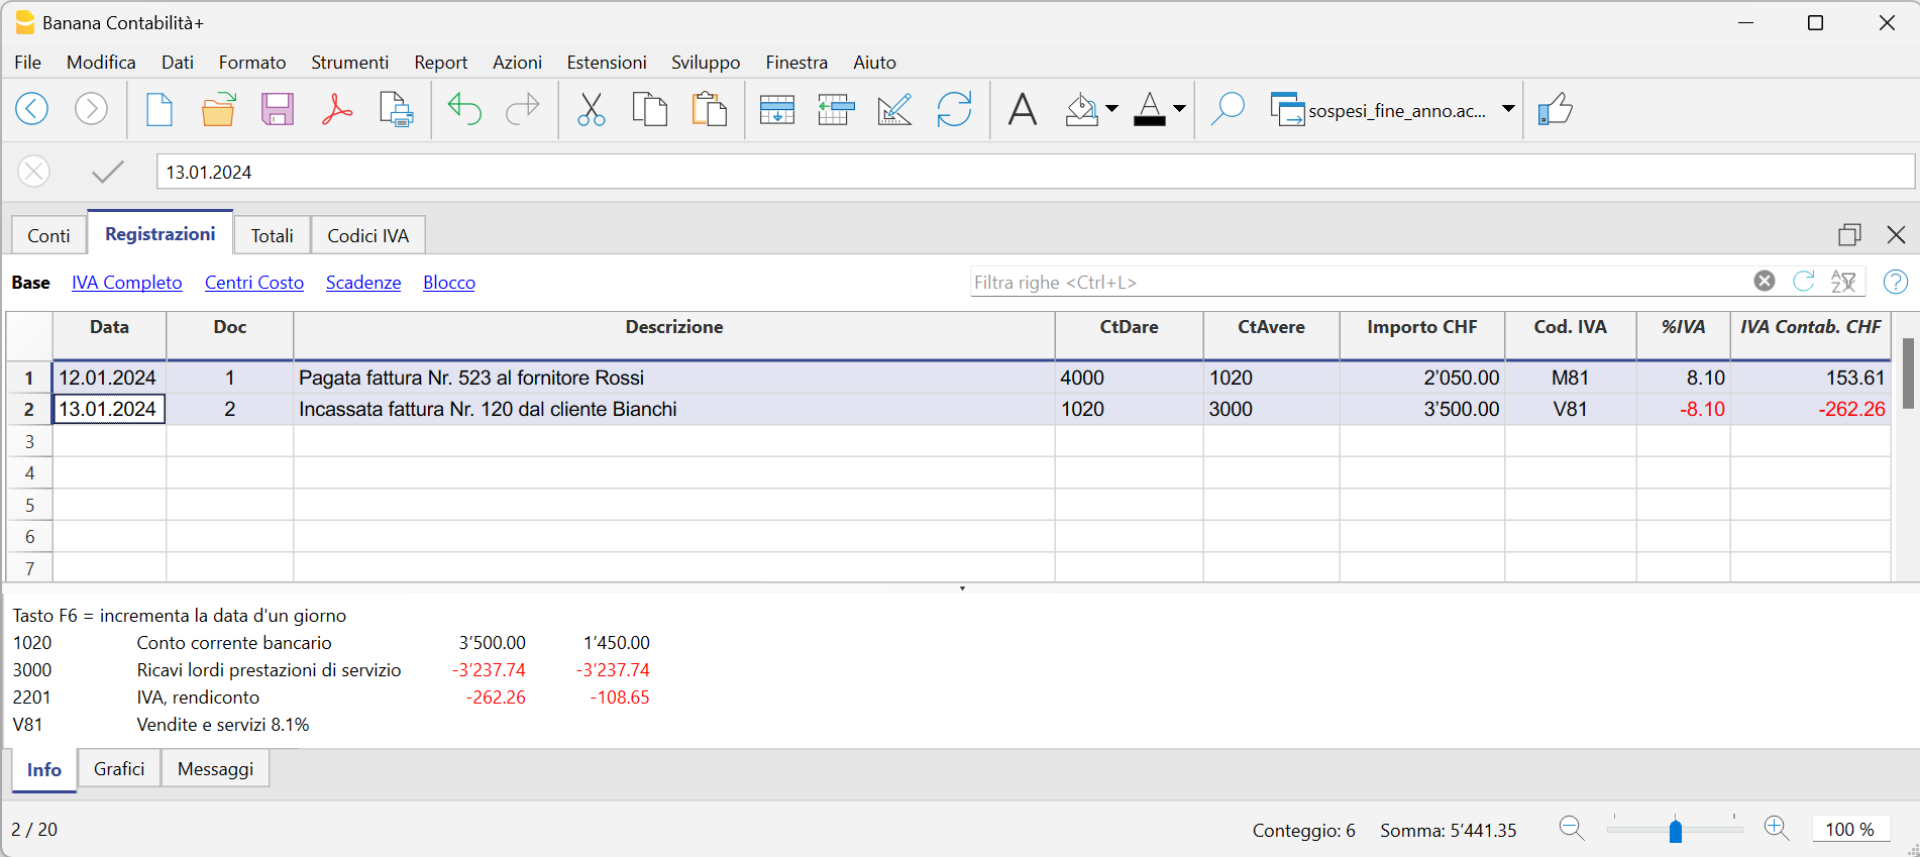 Banana Contabilità+
File Modifica Dati Formato Strumenti Report Azioni Estensioni Sviluppo Finestra Aiuto
sospesi_fine_anno.ac...
13.01.2024
Conti Registrazioni Totali Codici IVA
Base IVA Completo Centri Costo Scadenze Blocco Filtra righe <Ctrl+L>
Data Doc Descrizione CtDare CtAvere Importo CHF Cod. IVA %IVA IVA Contab. CHF
1 12.01.2024 1 Pagata fattura Nr. 523 al fornitore Rossi 4000 1020 2'050.00 M81 8.10 153.61
2 13.01.2024 2 Incassata fattura Nr. 120 dal cliente Bianchi 1020 3000 3'500.00 V81 -8.10 -262.26
3
4
5
6
7
Tasto F6 = incrementa la data d'un giorno
1020 Conto corrente bancario 3'500.00 1'450.00
3000 Ricavi lordi prestazioni di servizio -3'237.74 -3'237.74
2201 IVA, rendiconto -262.26 -108.65
V81 Vendite e servizi 8.1%
Info Grafici Messaggi
2 / 20 Conteggio: 6 Somma: 5'441.35 100 %